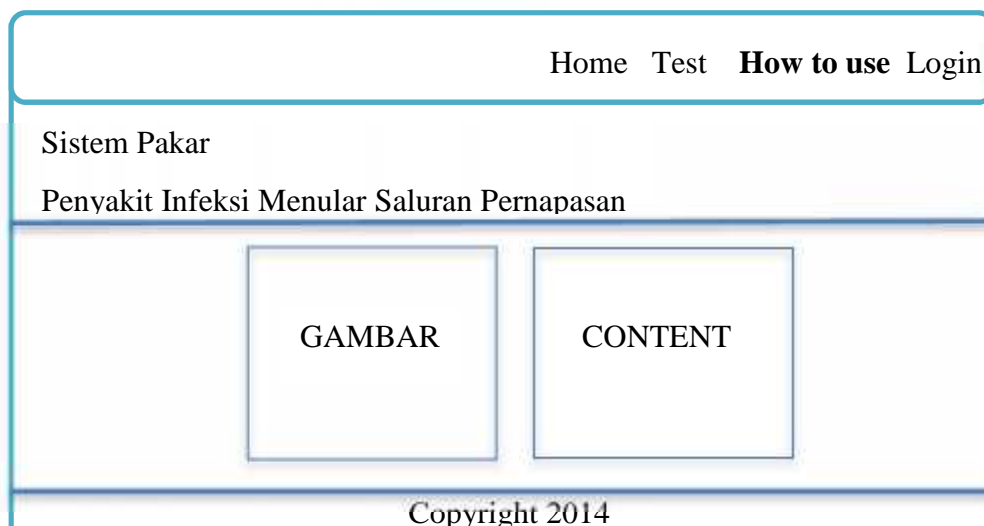 Home Test How to use Login
Sistem Pakar
Penyakit Infeksi Menular Saluran Pernapasan
GAMBAR CONTENT
Copyright 2014